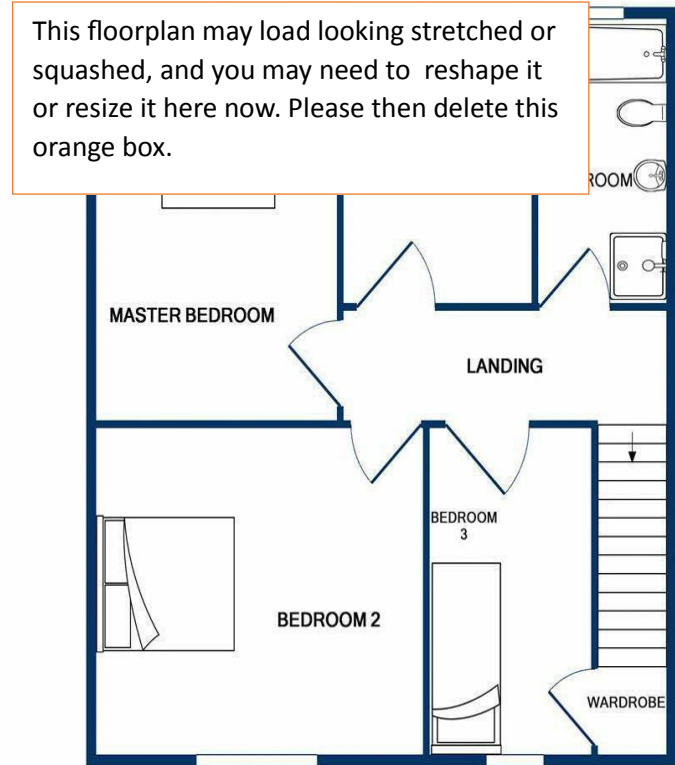 This floorplan may load looking stretched or
squashed, and you may need to reshape it
or resize it here now. Please then delete this
orange box.
ROOM
MASTER BEDROOM
LANDING
BEDROOM
3
BEDROOM 2
WARDROBE